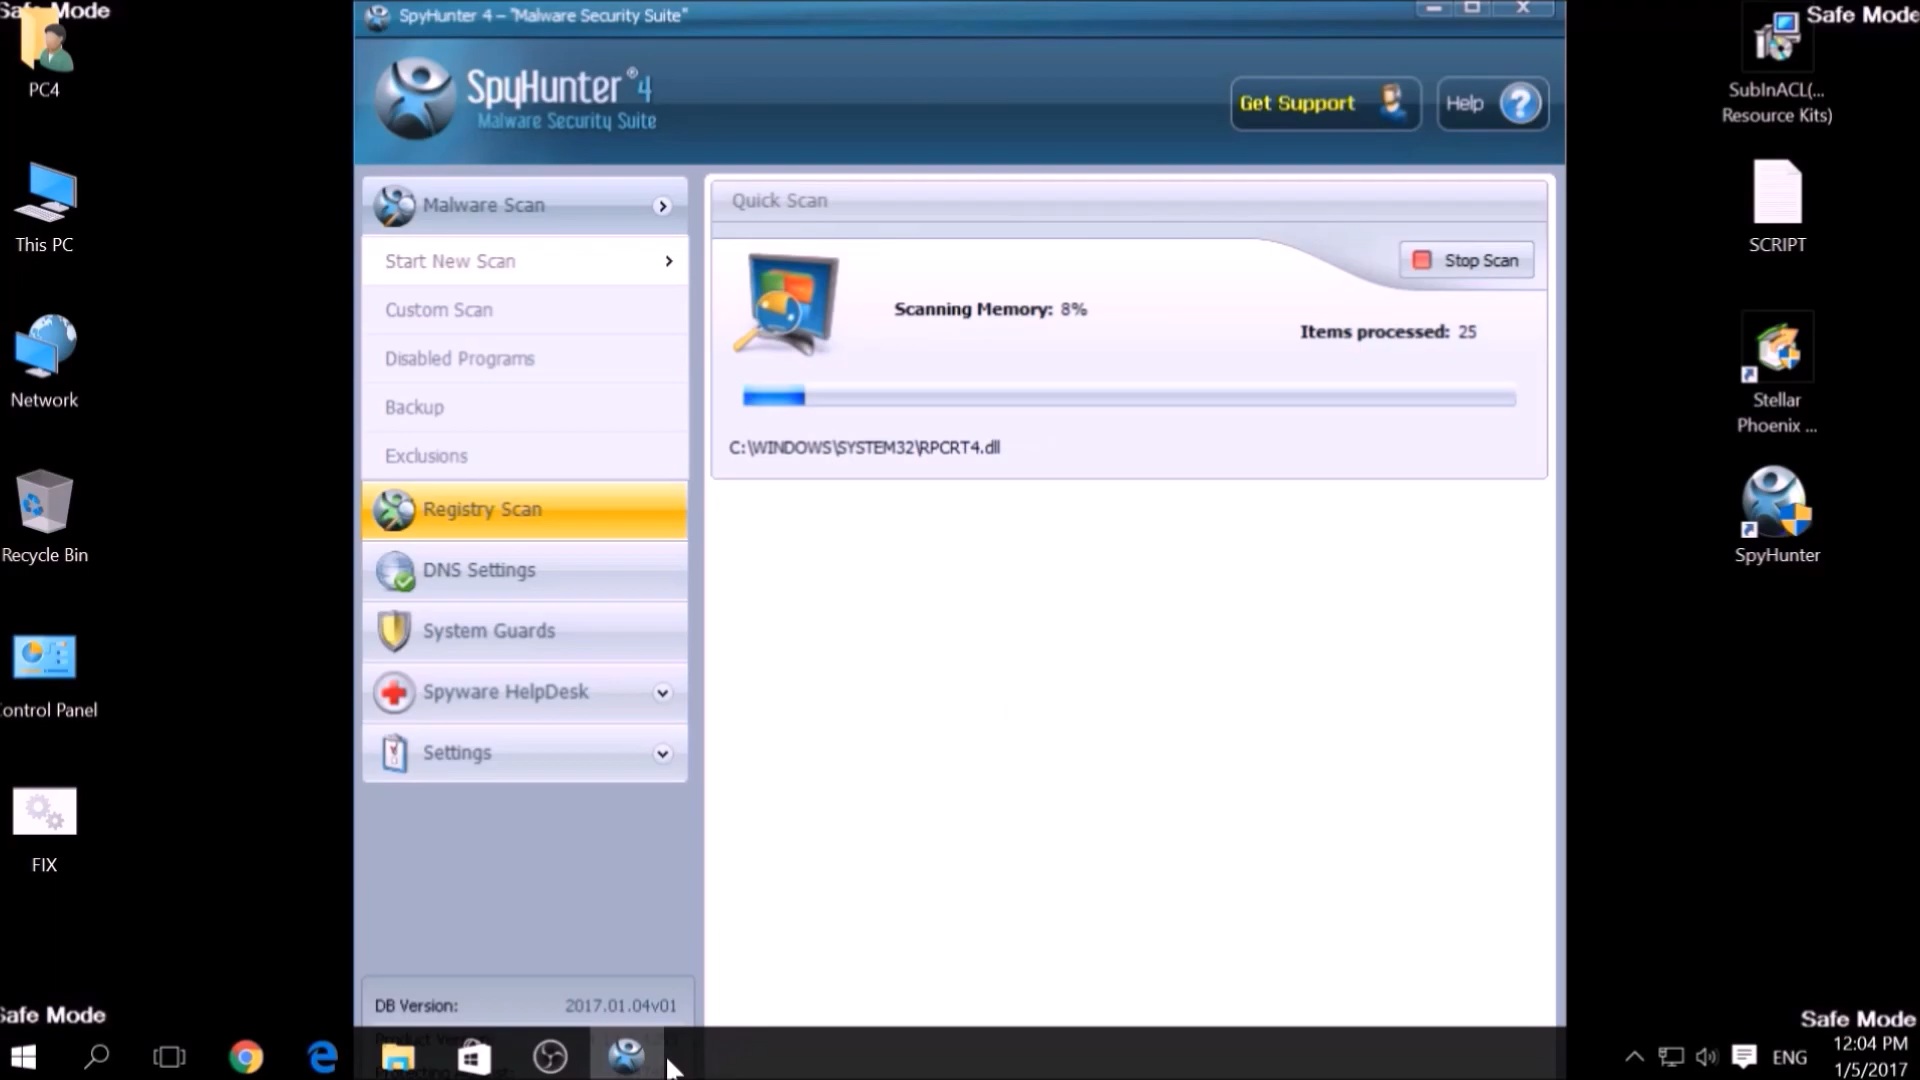 Safe Mode
Safe Mode
PC4
This PC
Network
Recycle Bin
ontrol Panel
FIX
SpyHunter 4 – "Malware Security Suite"
SpyHunter® 4
Malware Security Suite
Get Support
Help
Malware Scan
Start New Scan
Custom Scan
Disabled Programs
Backup
Exclusions
Registry Scan
DNS Settings
System Guards
Spyware HelpDesk
Settings
DB Version: 2017.01.04v01
Quick Scan
Stop Scan
Scanning Memory: 8%
Items processed: 25
C:\WINDOWS\SYSTEM32\RPCRT4.dll
SubInACL(...
Resource Kits)
SCRIPT
Stellar
Phoenix ...
SpyHunter
Safe Mode
Safe Mode
ENG
12:04 PM
1/5/2017